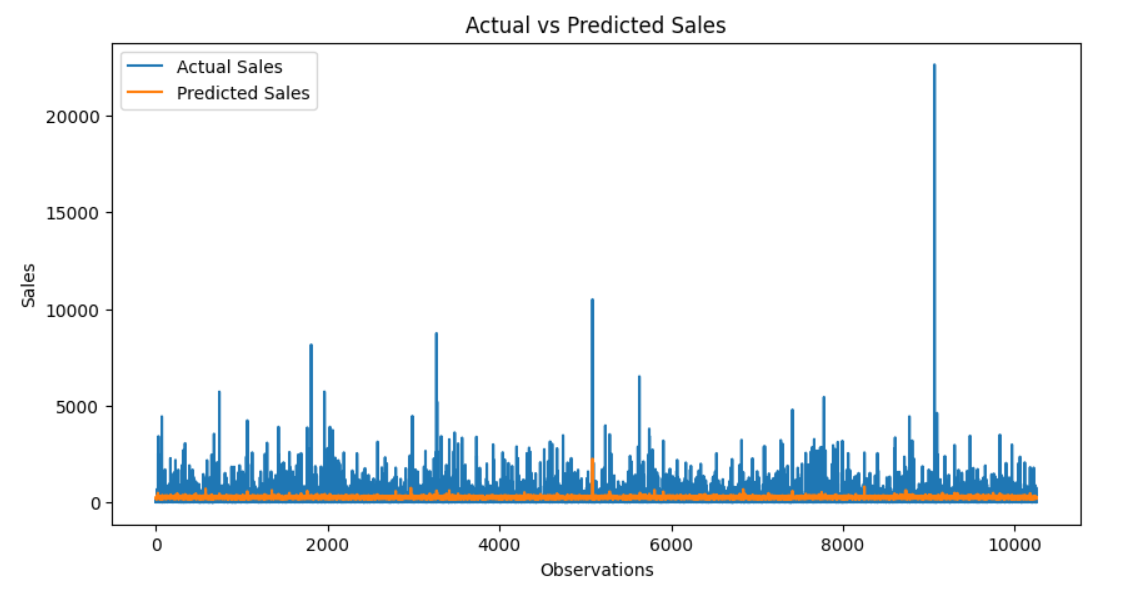 Actual vs Predicted Sales
Actual Sales
Predicted Sales
20000
15000
10000
5000
0
Sales
0 2000 4000 6000 8000 10000
Observations